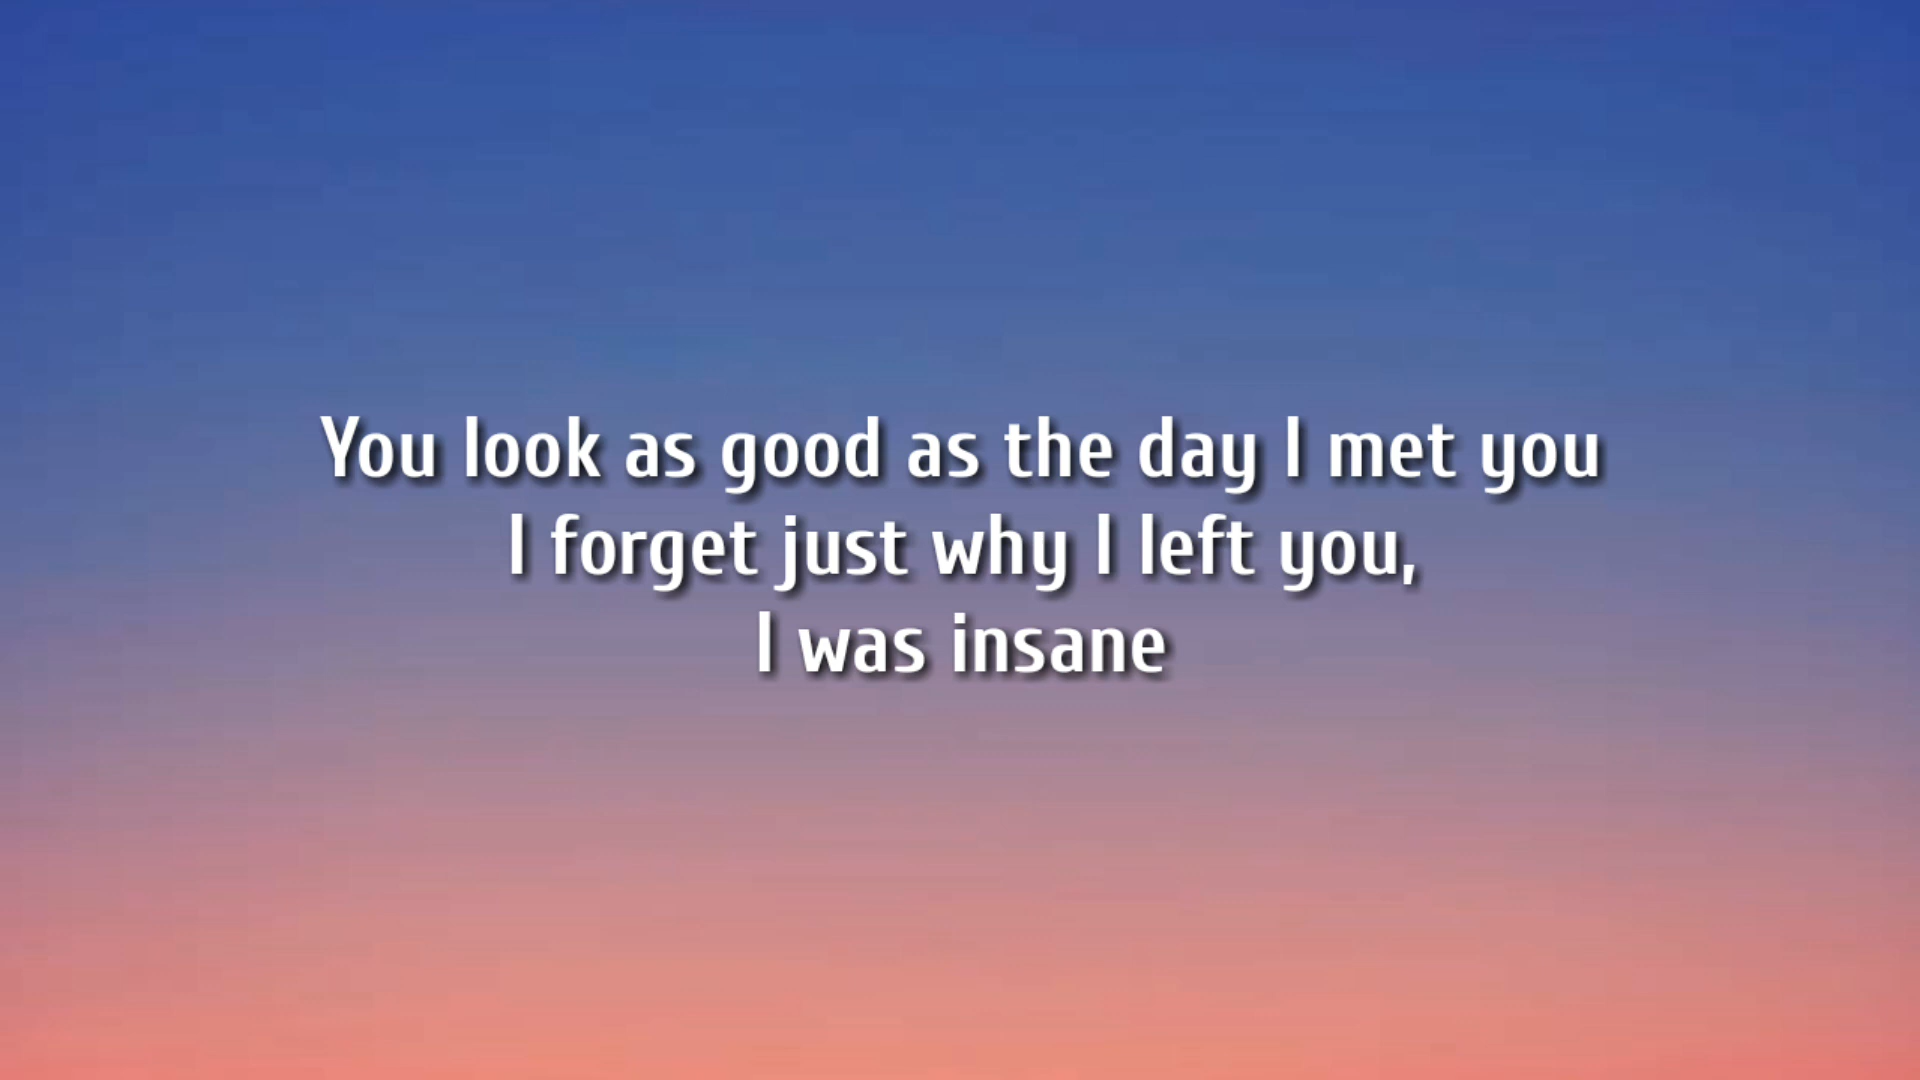 You look as good as the day I met you
I forget just why I left you,
I was insane